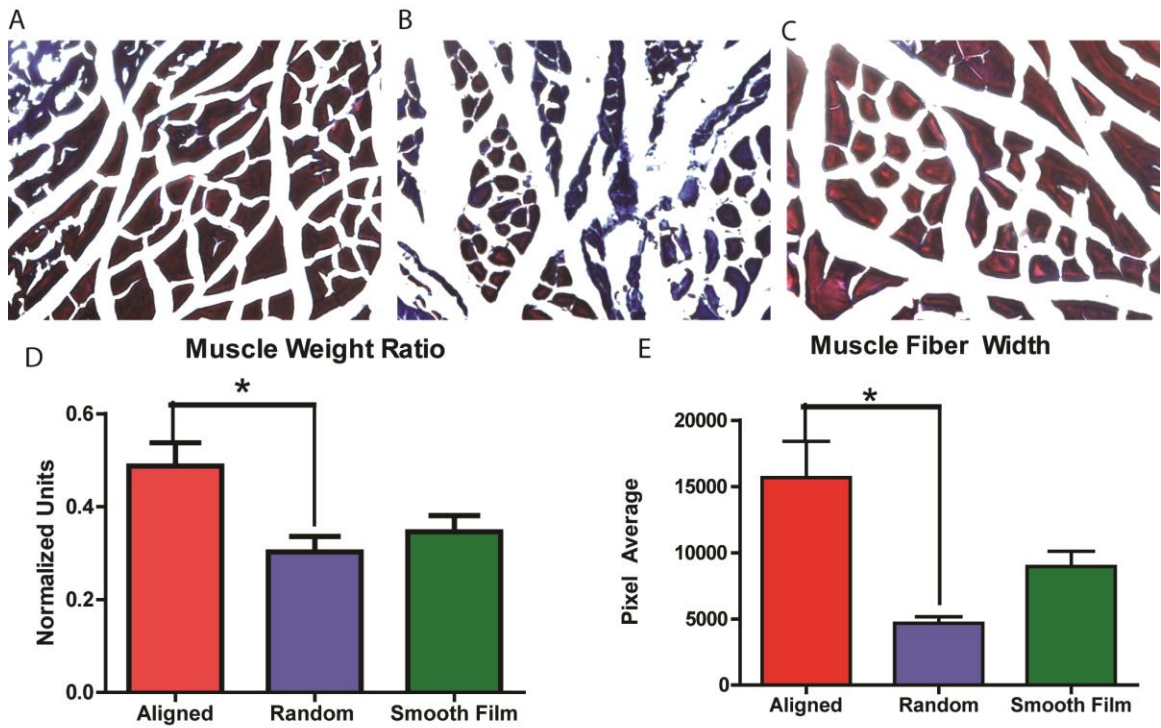 A
B
C
D
Muscle Weight Ratio
*
Normalized Units
0.6
0.4
0.2
0.0
Aligned
Random
Smooth Film
E
Muscle Fiber Width
*
Pixel Average
20000
15000
10000
5000
0
Aligned
Random
Smooth Film